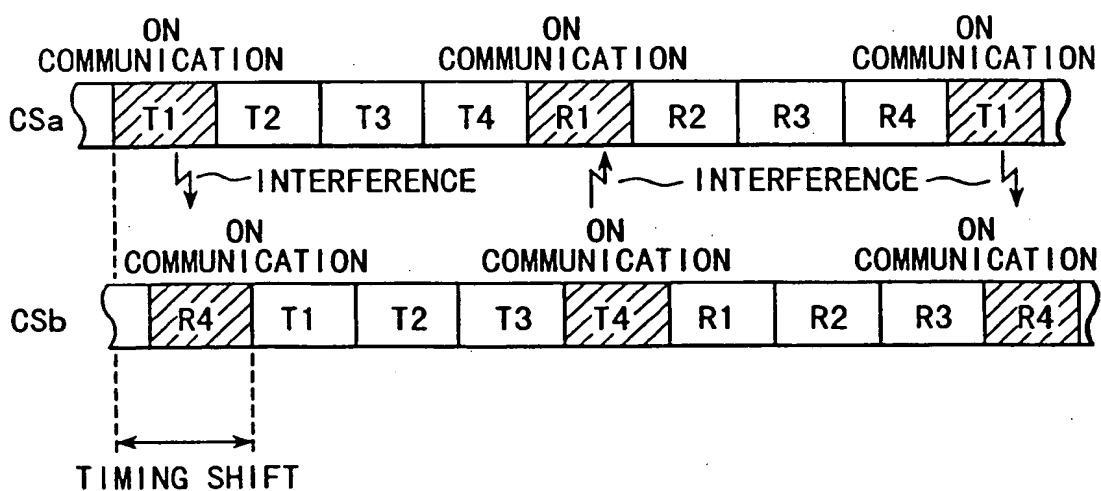 ON COMMUNICATION
ON COMMUNICATION
ON COMMUNICATION
CSa T1 T2 T3 T4 R1 R2 R3 R4 T1
INTERFERENCE INTERFERENCE
ON COMMUNICATION
ON COMMUNICATION
ON COMMUNICATION
CSb R4 T1 T2 T3 T4 R1 R2 R3 R4
TIMING SHIFT